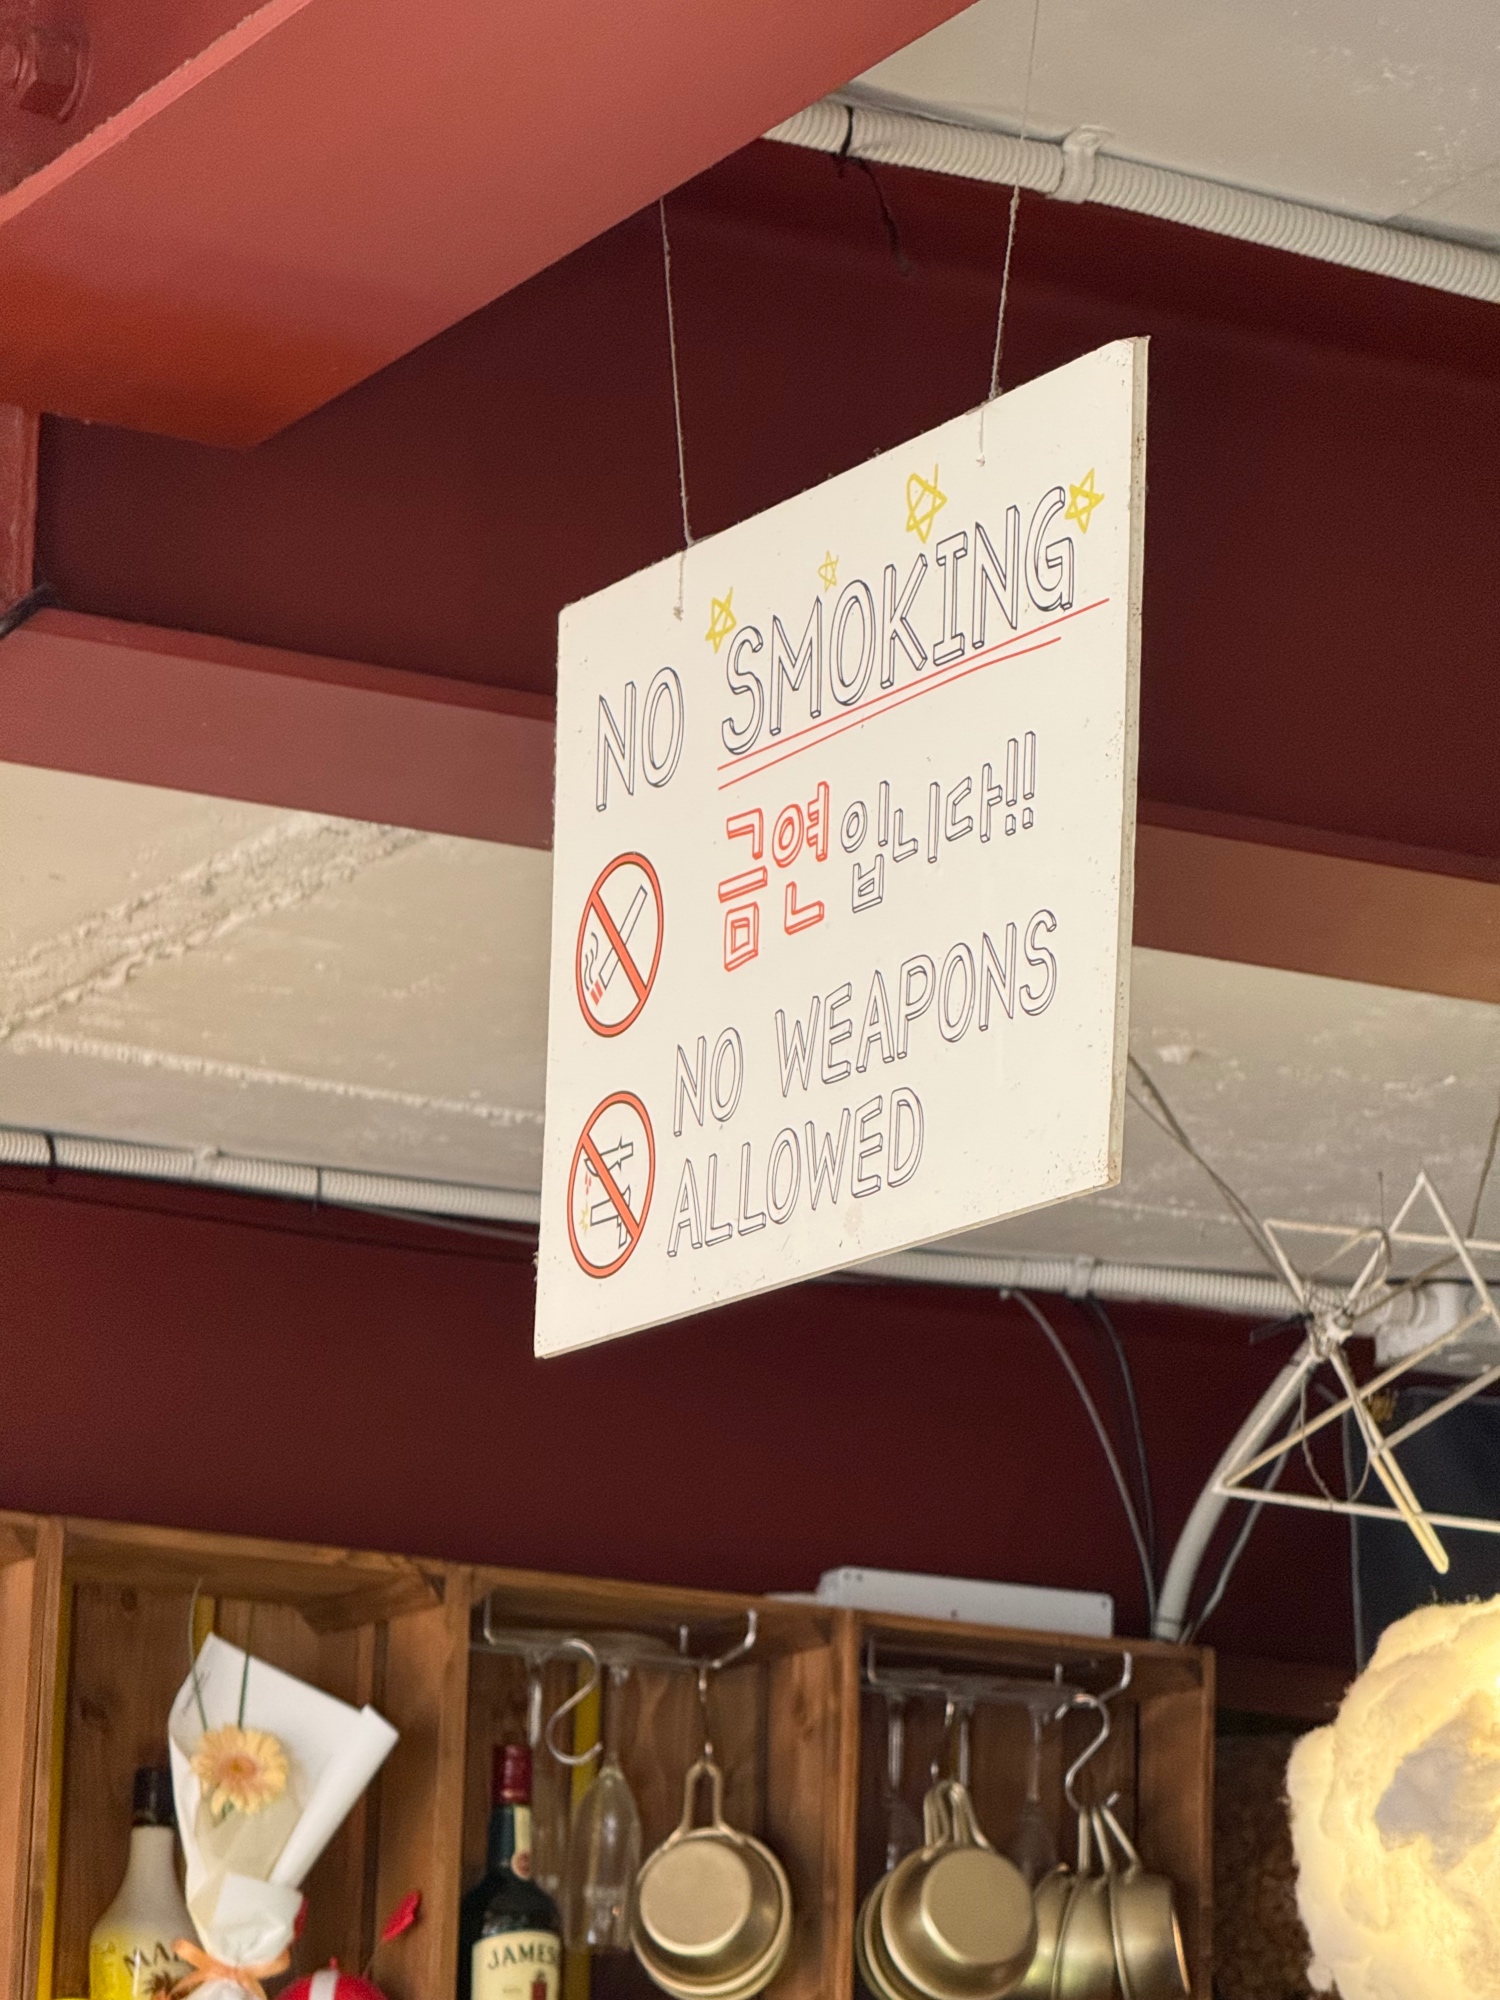 NO SMOKING
금연입니다!!
NO WEAPONS
ALLOWED
JAMES